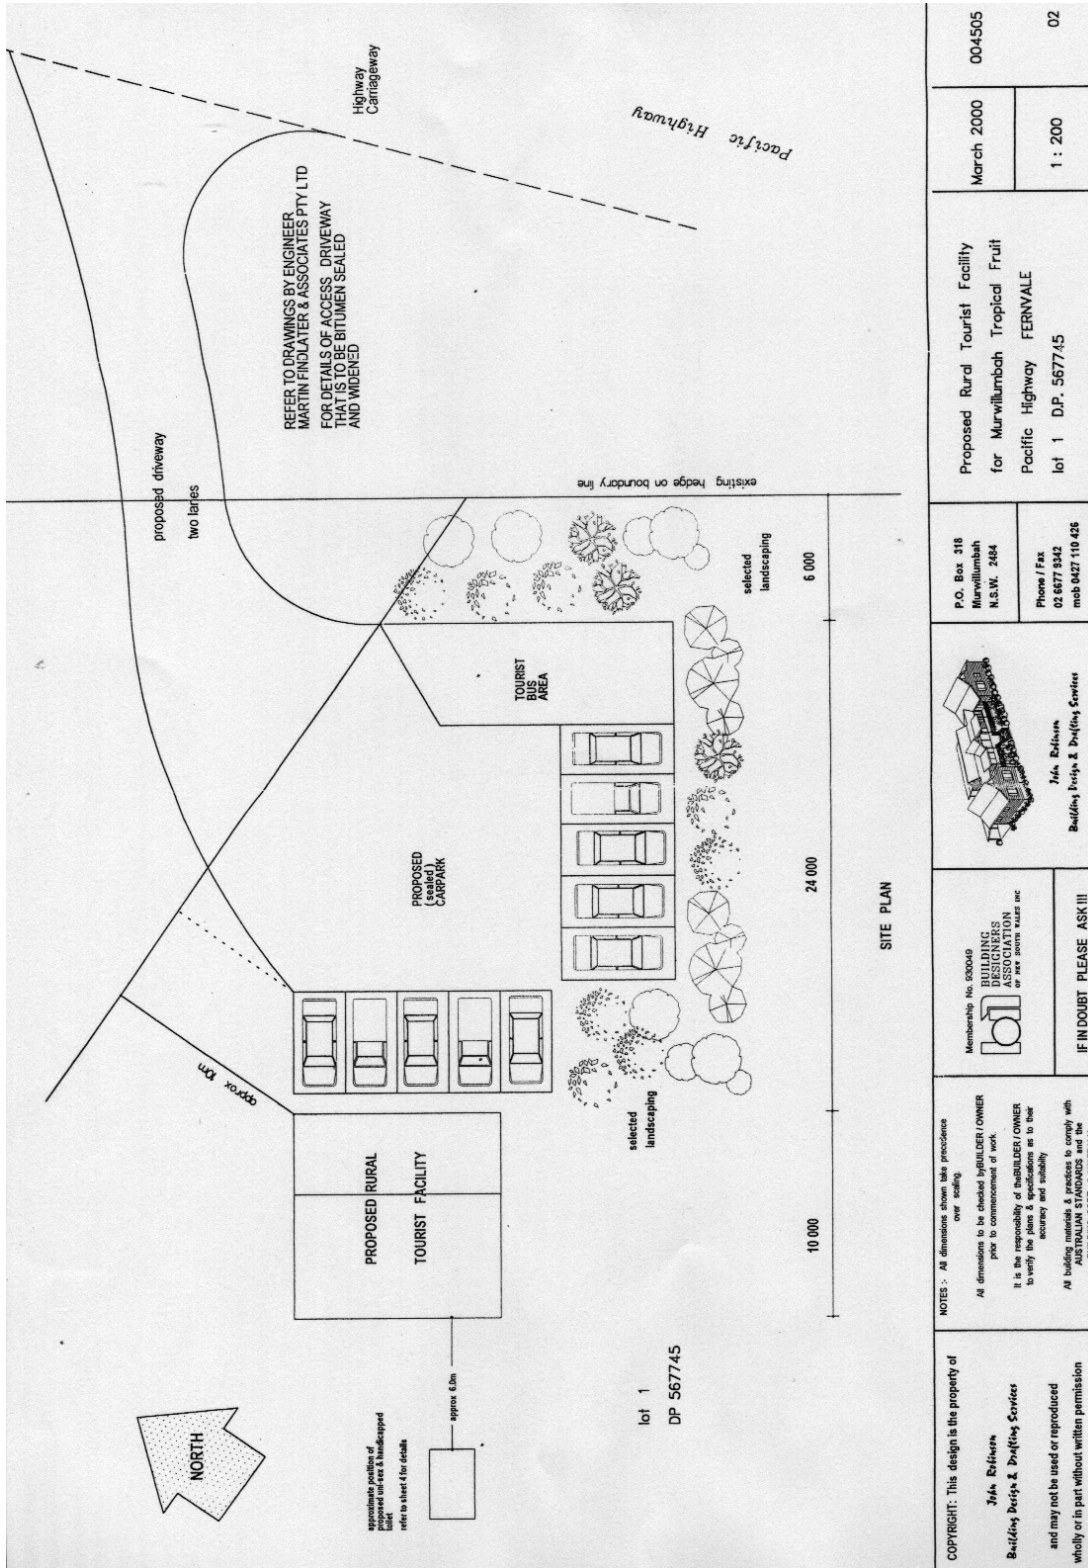 Highway
Carriageway
Pacific Highway
REFER TO DRAWINGS BY ENGINEER
MARTIN FINDLATER & ASSOCIATES PTY LTD
FOR DETAILS OF ACCESS DRIVEWAY
THAT IS TO BE BITUMEN SEALED
AND WIDENED
proposed driveway
two lanes
existing hedge on boundary line
selected
landscaping
TOURIST
BUS
AREA
PROPOSED
(sealed)
CARPARK
approx 10m
selected
landscaping
PROPOSED RURAL
TOURIST FACILITY
10 000
24 000
6 000
SITE PLAN
NORTH
approximate position of
proposed uni-sex & handicapped
toilet
refer to sheet 4 for details
approx 6.0m
lot 1
DP 567745
COPYRIGHT: This design is the property of
John Robinson
Building Design & Drafting Services
and may not be used or reproduced
wholly or in part without written permission
NOTES :- All dimensions shown take precedence
over scaling.
All dimensions to be checked byBUILDER / OWNER
prior to commencement of work.
It is the responsibility of theBUILDER / OWNER
to verify the plans & specifications as to their
accuracy and suitability
All building materials & practices to comply with
AUSTRALIAN STANDARDS and the
Membership No. 930049
BUILDING
DESIGNERS
ASSOCIATION
OF NEW SOUTH WALES INC
IF IN DOUBT PLEASE ASK !!!
John Robinson
Building Design & Drafting Services
P.O. Box 318
Murwillumbah
N.S.W. 2484
Phone / Fax
02 6677 9342
mob 0427 110 426
Proposed Rural Tourist Facility
for Murwillumbah Tropical Fruit
Pacific Highway FERNVALE
lot 1 D.P. 567745
March 2000
004505
1 : 200
02